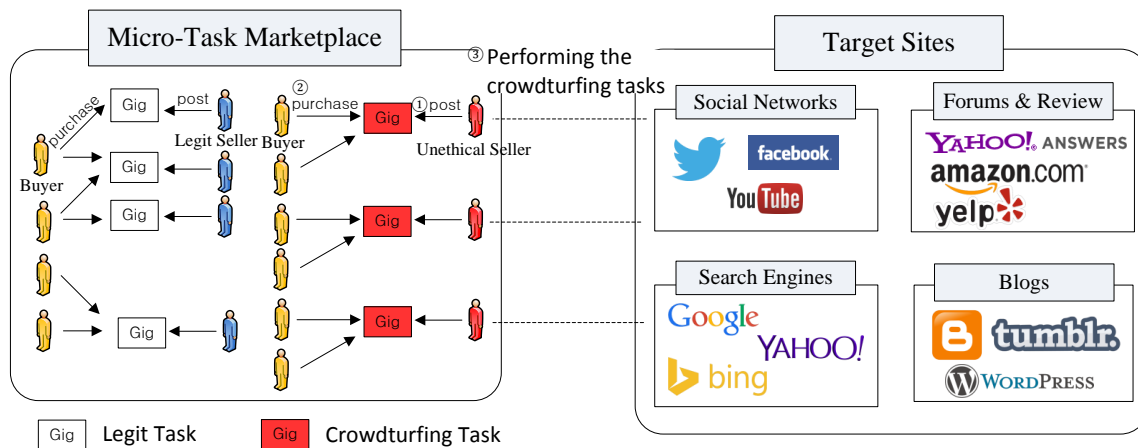 Micro-Task Marketplace
Target Sites
③ Performing the
crowdturfing tasks
purchase
Gig
post
Legit Seller
Buyer
Gig
Gig
Gig
②
purchase
Buyer
Gig
① post
Unethical Seller
Gig
Gig
Social Networks
facebook
YouTube
Forums & Review
YAHOO! ANSWERS
amazon.com
yelp
Search Engines
Google
YAHOO!
bing
Blogs
tumblr.
WORDPRESS
Gig Legit Task
Gig Crowdturfing Task